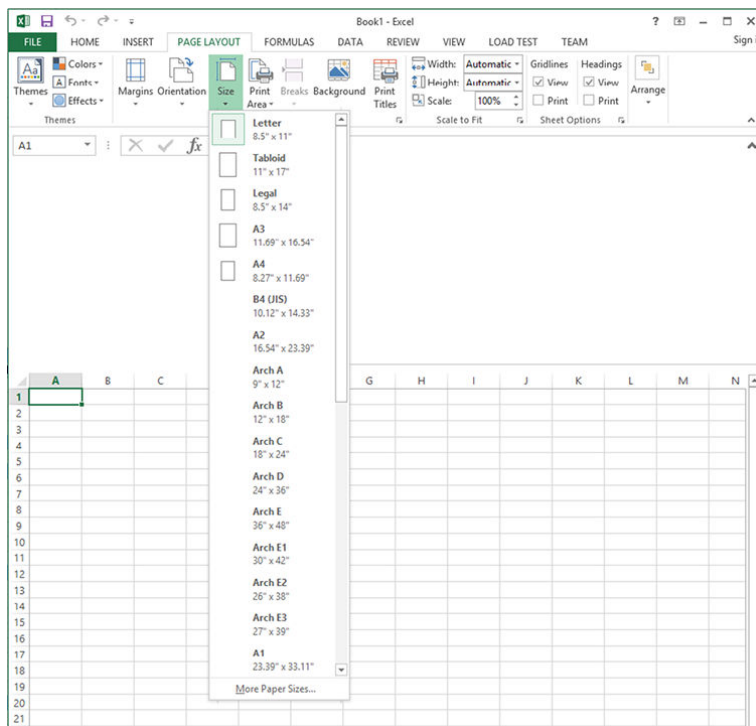 Book1 - Excel
?
FILE HOME INSERT PAGE LAYOUT FORMULAS DATA REVIEW VIEW LOAD TEST TEAM Sign
Colors Width: Automatic Gridlines Headings
Aa A Fonts Height: Automatic View View
Themes Effects Margins Orientation Size Print Area Breaks Background Print Titles Scale: 100% Print Print Arrange
Themes Scale to Fit Sheet Options
A1 fx
Letter
8.5" x 11"
Tabloid
11" x 17"
Legal
8.5" x 14"
A3
11.69" x 16.54"
A4
8.27" x 11.69"
B4 (JIS)
10.12" x 14.33"
A2
16.54" x 23.39"
Arch A
9" x 12"
Arch B
12" x 18"
Arch C
18" x 24"
Arch D
24" x 36"
Arch E
36" x 48"
Arch E1
30" x 42"
Arch E2
26" x 38"
Arch E3
27" x 39"
A1
23.39" x 33.11"
More Paper Sizes...
A B C G H I J K L M N
1
2
3
4
5
6
7
8
9
10
11
12
13
14
15
16
17
18
19
20
21